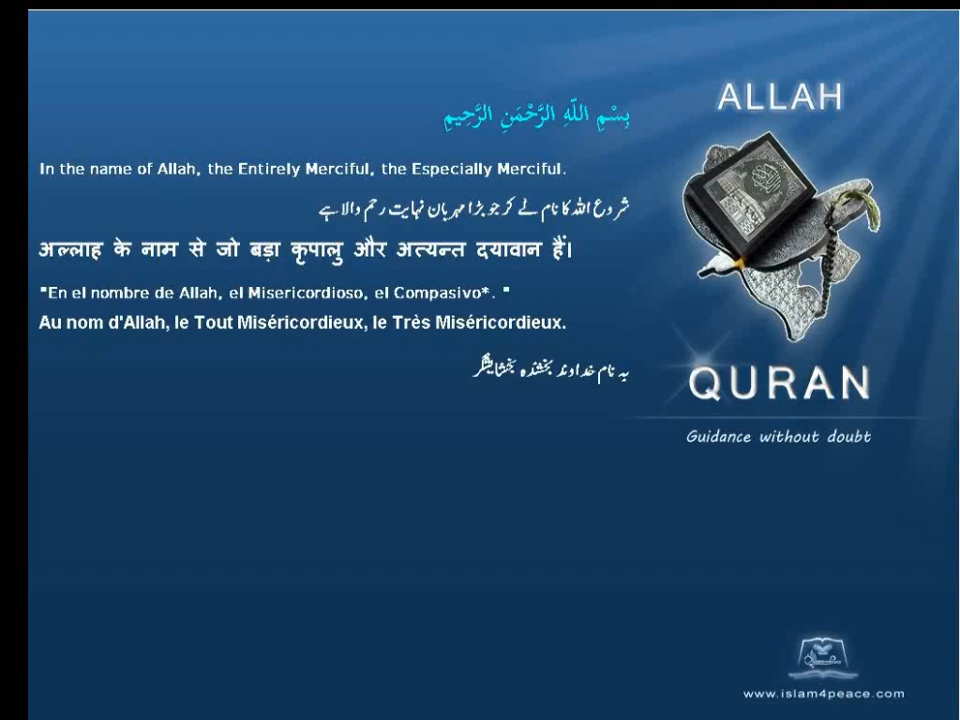 بِسْمِ اللّهِ الرَّحْمَنِ الرَّحِيمِ
In the name of Allah, the Entirely Merciful, the Especially Merciful.
شروع الله کا نام لے کر جو بڑا مہربان نہایت رحم والا ہے
अल्लाह के नाम से जो बड़ा कृपालु और अत्यन्त दयावान हैं।
"En el nombre de Allah, el Misericordioso, el Compasivo*. "
Au nom d'Allah, le Tout Miséricordieux, le Très Miséricordieux.
به نام خداوند بخشنده بخشایشگر
ALLAH
QURAN
Guidance without doubt
www.islam4peace.com